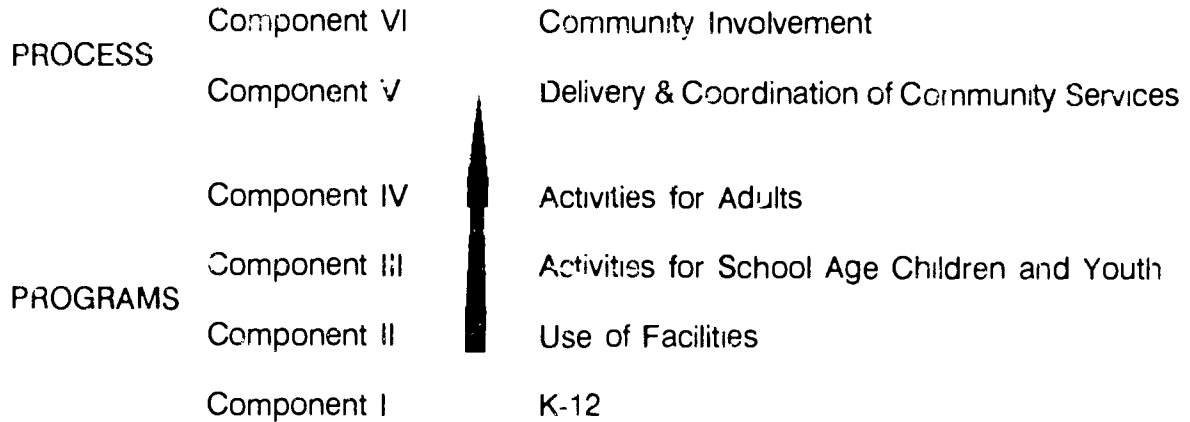 Component VI Community Involvement
PROCESS
Component V Delivery & Coordination of Community Services
Component IV Activities for Adults
Component III Activities for School Age Children and Youth
PROGRAMS
Component II Use of Facilities
Component I K-12